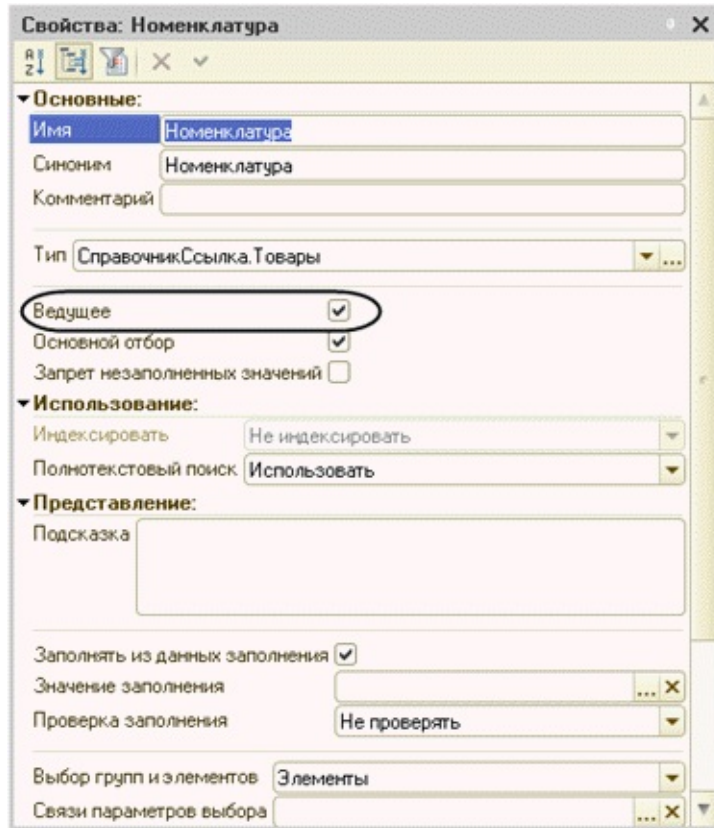 Свойства: Номенклатура
Основные:
Имя Номенклатура
Синоним Номенклатура
Комментарий
Тип СправочникСсылка.Товары ...
Ведущее
Основной отбор
Запрет незаполненных значений
Использование:
Индексировать Не индексировать
Полнотекстовый поиск Использовать
Представление:
Подсказка
Заполнять из данных заполнения
Значение заполнения ...
Проверка заполнения Не проверять
Выбор групп и элементов Элементы
Связи параметров выбора ...